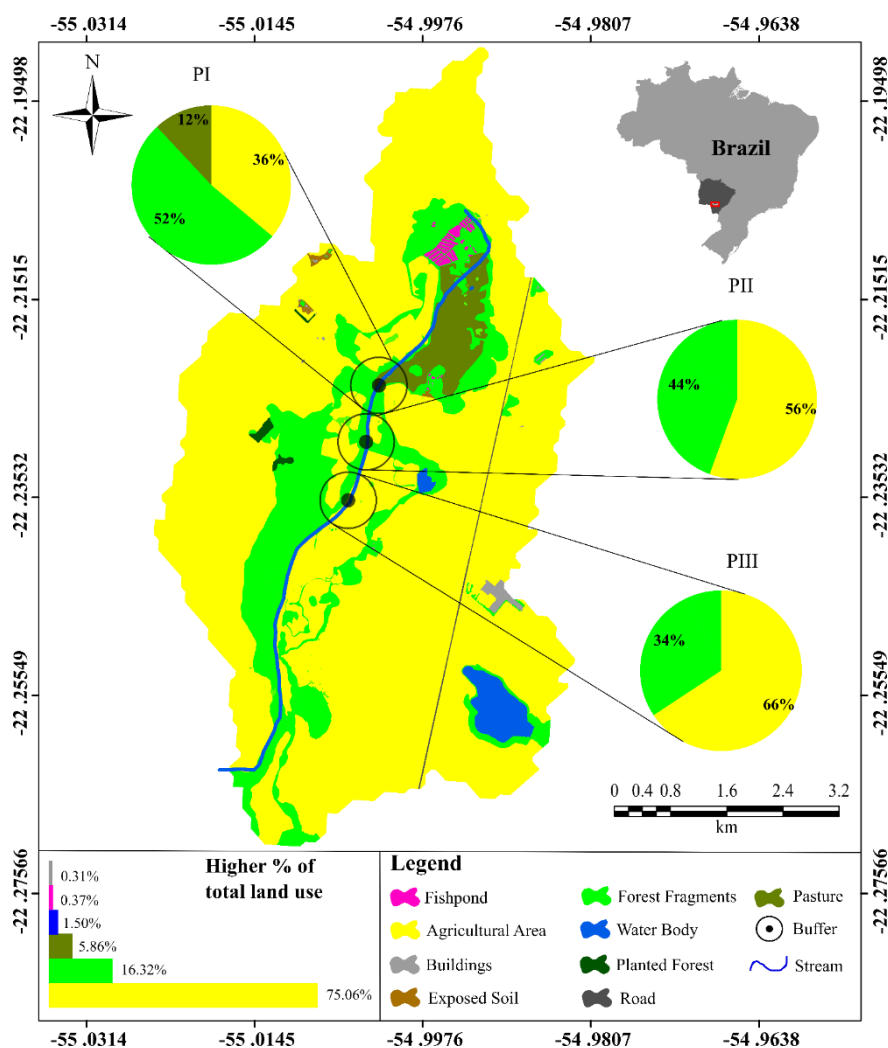 -55 .0314 -55 .0145 -54 .9976 -54 .9807 -54 .9638
-22 .19498
-22 .21515
-22 .23532
-22 .25549
-22 .27566
-22 .19498
-22 .21515
-22 .23532
-22 .25549
-22 .27566
N
PI
12%
36%
52%
Brazil
PII
44%
56%
PIII
34%
66%
0 0.4 0.8 1.6 2.4 3.2
km
Higher % of
total land use
0.31%
0.37%
1.50%
5.86%
16.32%
75.06%
Legend
Fishpond
Agricultural Area
Buildings
Exposed Soil
Forest Fragments
Water Body
Planted Forest
Road
Pasture
Buffer
Stream
-55 .0314 -55 .0145 -54 .9976 -54 .9807 -54 .9638